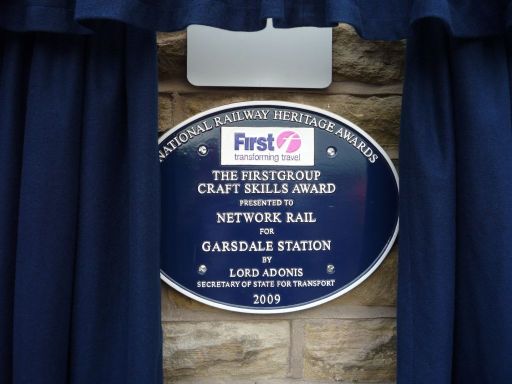 NATIONAL RAILWAY HERITAGE AWARDS
First f
transforming travel
THE FIRSTGROUP
CRAFT SKILLS AWARD
PRESENTED TO
NETWORK RAIL
FOR
GARSDALE STATION
BY
LORD ADONIS
SECRETARY OF STATE FOR TRANSPORT
2009